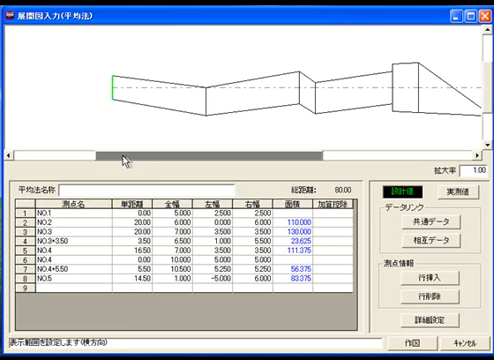 展開図入力(平均法)
拡大率 1.00
平均法名称 総距離: 80.00
測点名 単距離 全幅 左幅 右幅 面積 加算控除
1 NO.1 0.00 5.000 2.500 2.500
2 NO.2 20.00 6.000 0.000 6.000 110.000
3 NO.3 20.00 7.000 3.500 3.500 130.000
4 NO.3+3.50 3.50 6.500 1.000 5.500 23.625
5 NO.4 16.50 7.000 3.500 3.500 111.375
6 NO.4 0.00 10.000 5.000 5.000
7 NO.4+5.50 5.50 10.500 5.250 5.250 56.375
8 NO.5 14.50 1.000 -5.000 6.000 83.375
9
設計値 実測値
データリンク
共通データ
相互データ
測点情報
行挿入
行削除
詳細設定
表示範囲を設定します(横方向)
作図 キャンセル